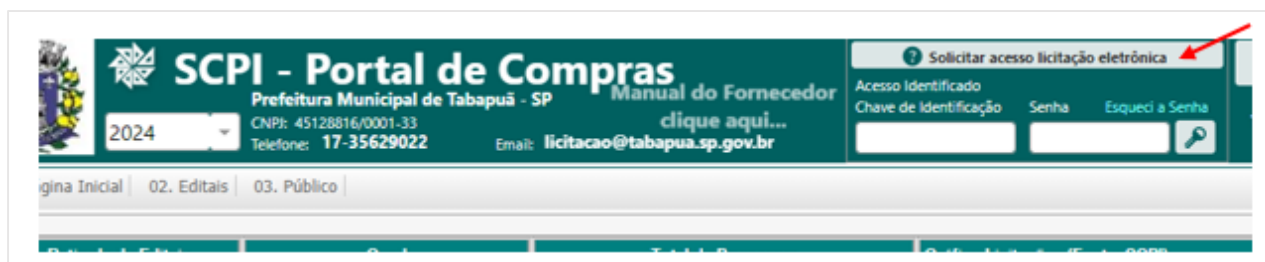 SCPI - Portal de Compras
Prefeitura Municipal de Tabapuã - SP
Manual do Fornecedor
clique aqui...
2024
CNPJ: 45128816/0001-33
Telefone: 17-35629022
Email: licitacao@tabapua.sp.gov.br
Solicitar acesso licitação eletrônica
Acesso Identificado
Chave de Identificação Senha Esqueci a Senha
Inicial 02. Editais 03. Público